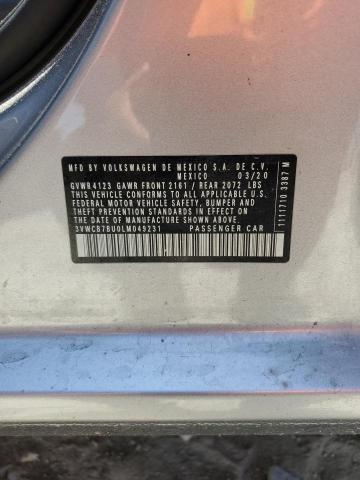 MFG BY VOLKSWAGEN DE MEXICO S.A. DE C.V.
MEXICO 03/20
GVWR 4123 GAWR FRONT 2161 / REAR 2072 LBS
THIS VEHICLE CONFORMS TO ALL APPLICABLE U.S.
FEDERAL MOTOR VEHICLE SAFETY, BUMPER AND
THEFT PREVENTION STANDARDS IN EFFECT ON
THE DATE OF MANUFACTURE SHOWN ABOVE.
3VWCB7BU0LM049231 PASSENGER CAR
1111710 3387 M